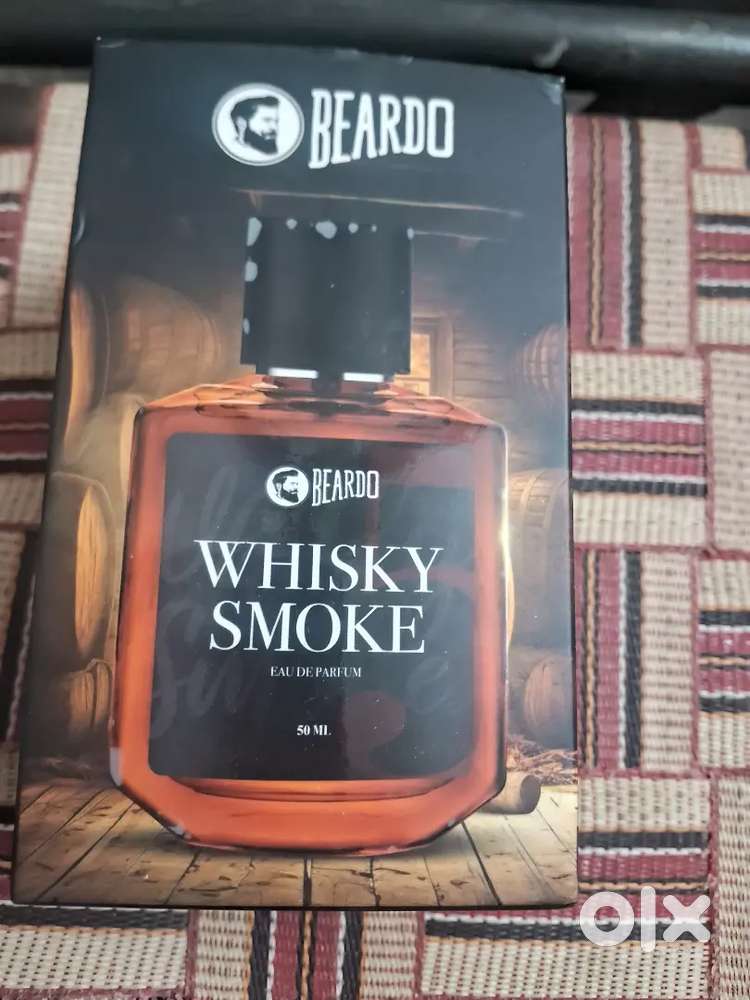 BEARDO
BEARDO
WHISKY
SMOKE
EAU DE PARFUM
50 ML
olx